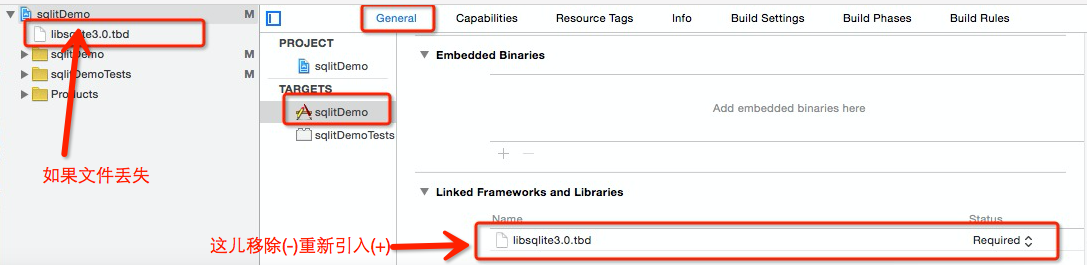 sqlitDemo M
libsqlite3.0.tbd
sqlitDemo M
sqlitDemoTests M
Products
如果文件丢失
General Capabilities Resource Tags Info Build Settings Build Phases Build Rules
PROJECT
sqlitDemo
TARGETS
sqlitDemo
sqlitDemoTests
Embedded Binaries
Add embedded binaries here
Linked Frameworks and Libraries
Name Status
libsqlite3.0.tbd Required
这儿移除(-)重新引入(+)